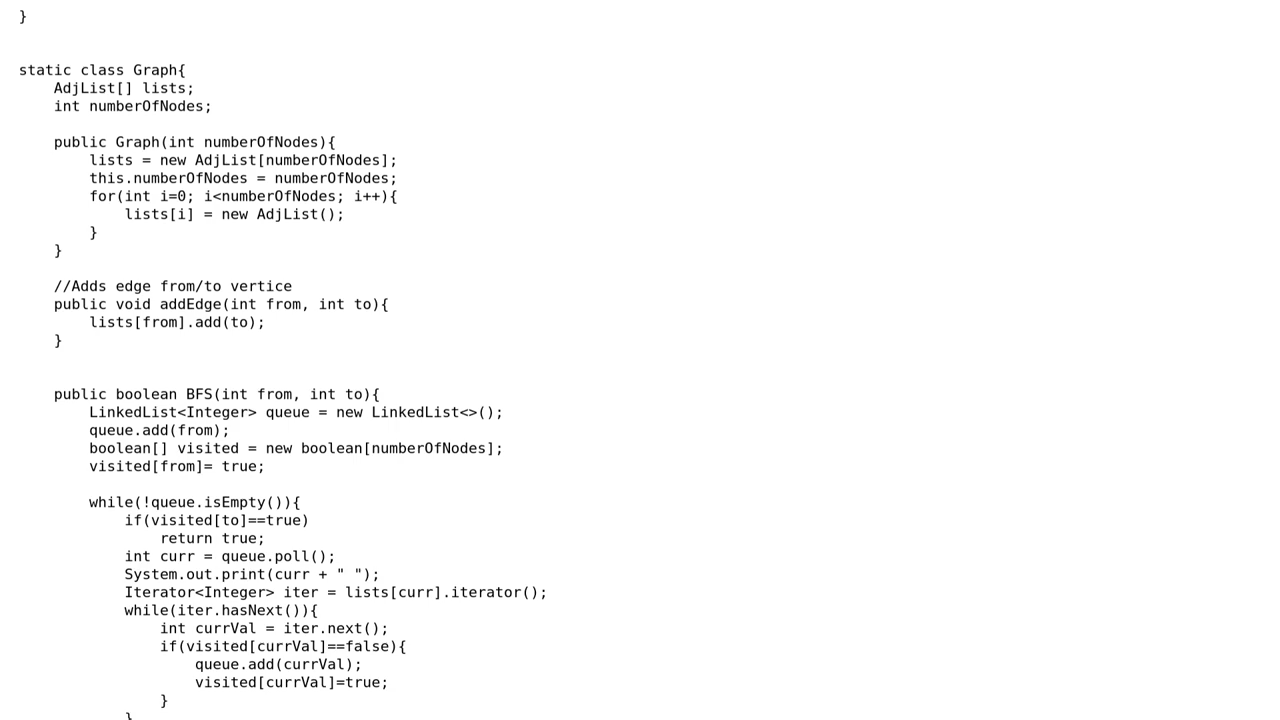 }
static class Graph{
    AdjList[] lists;
    int numberOfNodes;

    public Graph(int numberOfNodes){
        lists = new AdjList[numberOfNodes];
        this.numberOfNodes = numberOfNodes;
        for(int i=0; i<numberOfNodes; i++){
            lists[i] = new AdjList();
        }
    }

    //Adds edge from/to vertice
    public void addEdge(int from, int to){
        lists[from].add(to);
    }


    public boolean BFS(int from, int to){
        LinkedList<Integer> queue = new LinkedList<>();
        queue.add(from);
        boolean[] visited = new boolean[numberOfNodes];
        visited[from]= true;

        while(!queue.isEmpty()){
            if(visited[to]==true)
                return true;
            int curr = queue.poll();
            System.out.print(curr + " ");
            Iterator<Integer> iter = lists[curr].iterator();
            while(iter.hasNext()){
                int currVal = iter.next();
                if(visited[currVal]==false){
                    queue.add(currVal);
                    visited[currVal]=true;
                }
            }